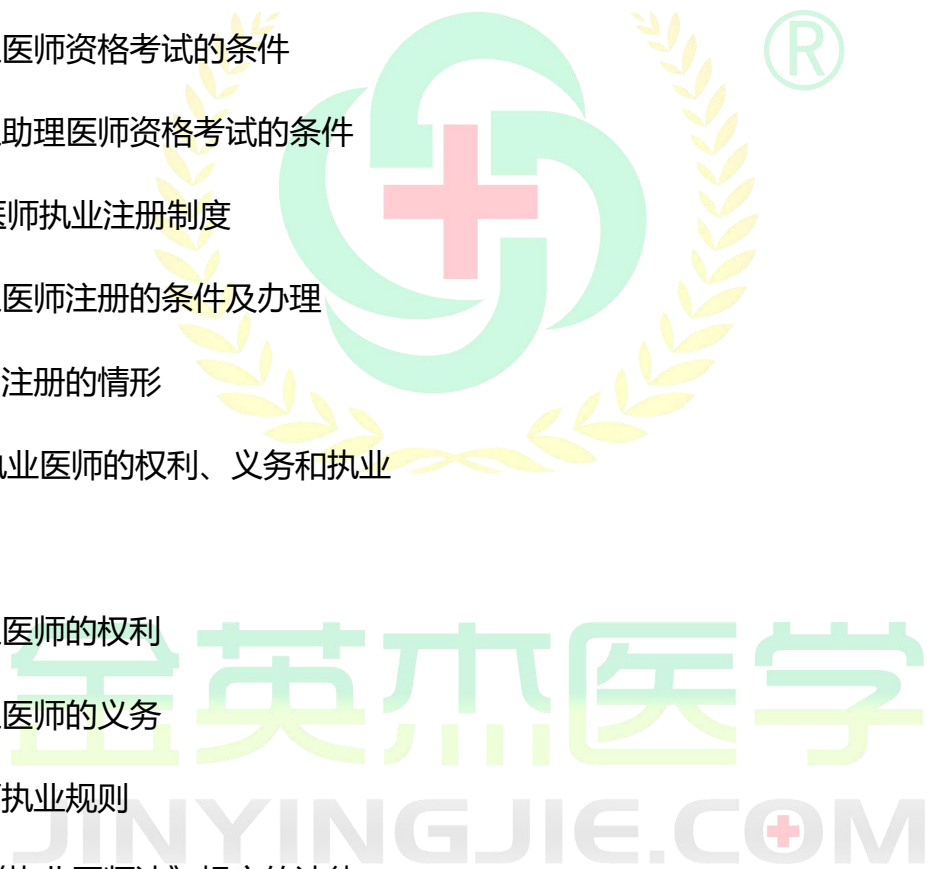 医师资格考试的条件
®
助理医师资格考试的条件
医师执业注册制度
医师注册的条件及办理
注册的情形
业医师的权利、义务和执业
医师的权利
金英杰医学
医师的义务
执业规则
JINYINGJIE.COM